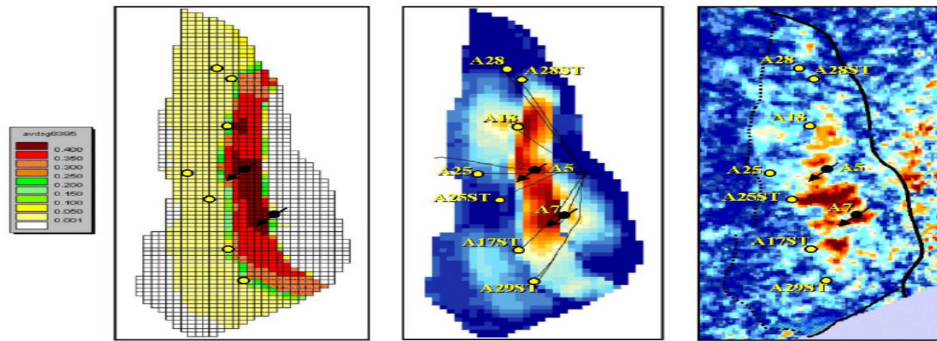 avdsg0305
0.400
0.350
0.300
0.250
0.200
0.150
0.100
0.050
0.001
A28
A28ST
A18
A5
A25
A25ST
A7
A17ST
A29ST
A28
A28ST
A18
A5
A25
A25ST
A7
A17ST
A29ST